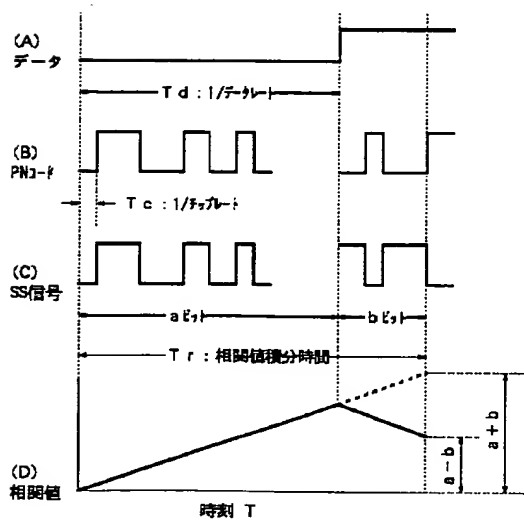 (A)
データ
Td:1/データレート
(B)
PNコード
Tc:1/チップレート
(C)
SS信号
aビット
bビット
Tr:相関値積分時間
(D)
相関値
a-b
a+b
時刻 T